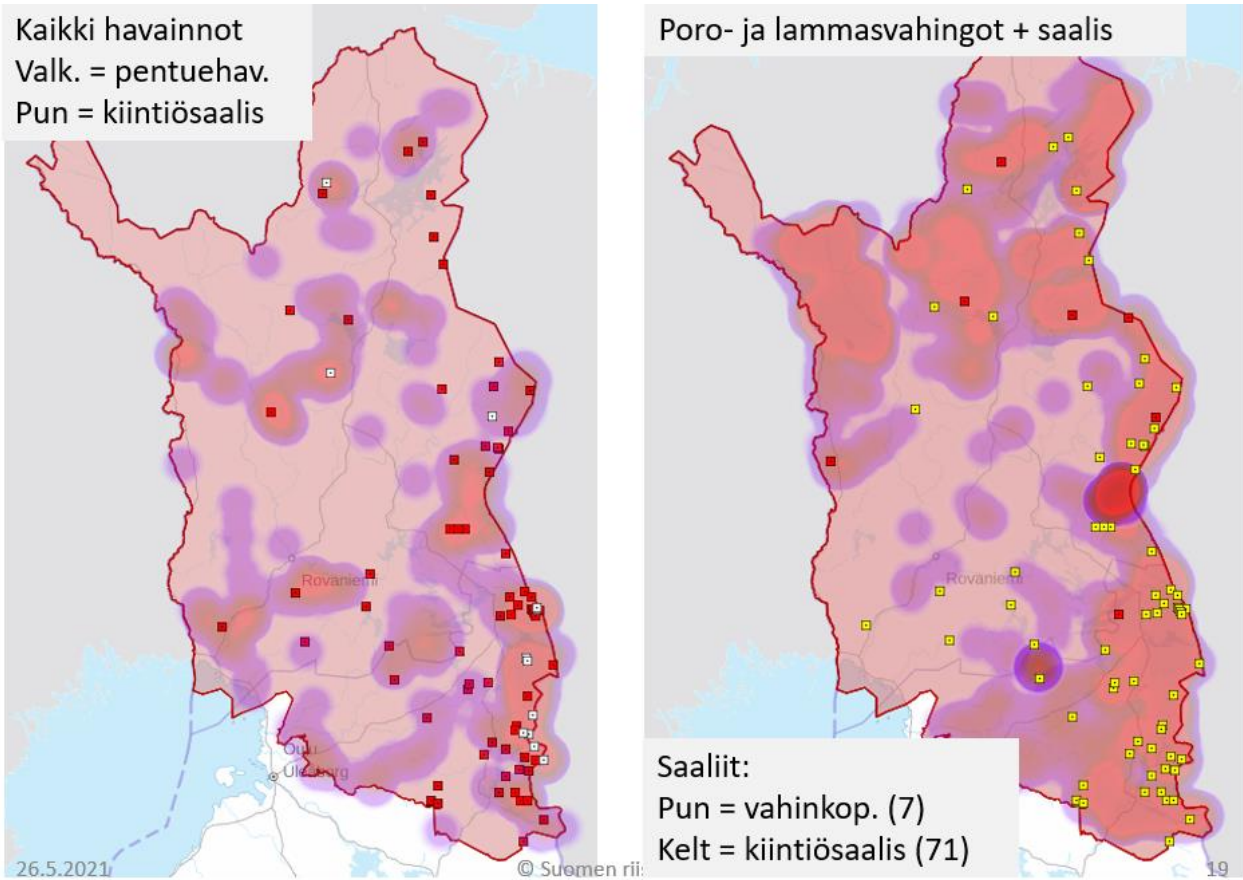 Kaikki havainnot
Valk. = pentuehav.
Pun = kiintiösaalis
Poro- ja lammasvahingot + saalis
Rovaniemi
Rovaniemi
Oulu
Uleåborg
Saaliit:
Pun = vahinkop. (7)
Kelt = kiintiösaalis (71)
26.5.2021
© Suomen rii
19